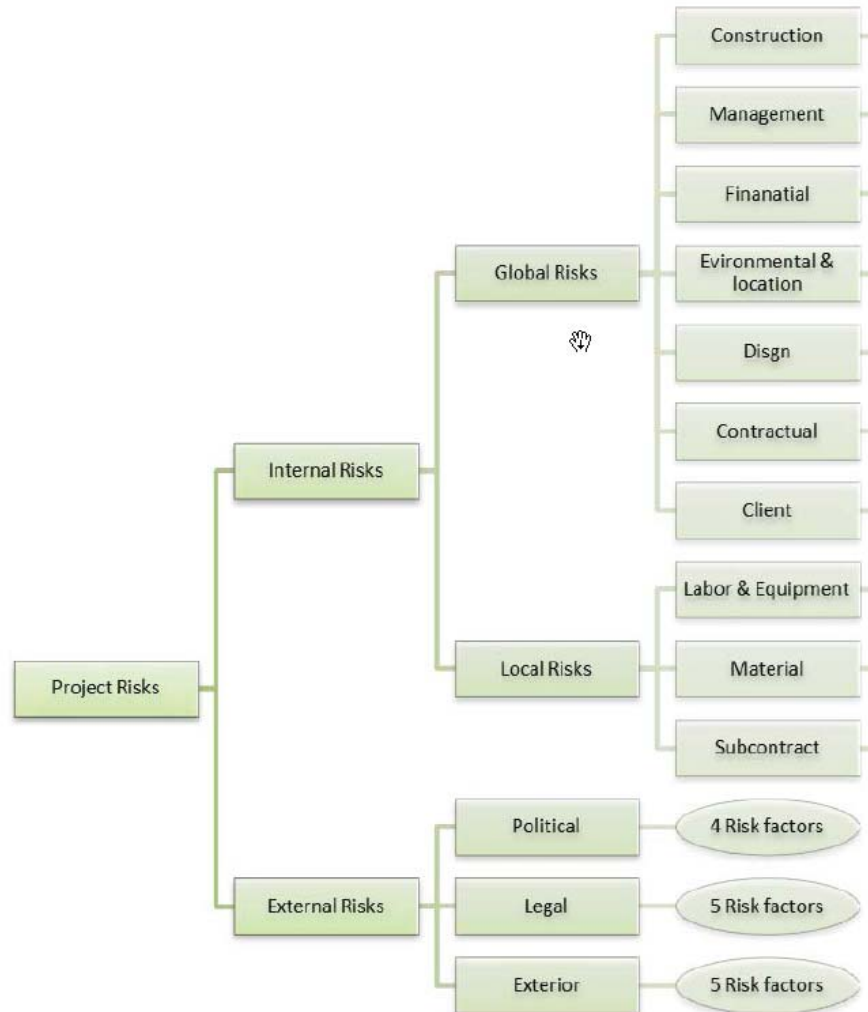 Construction
Management
Finanatial
Global Risks
Evironmental &
location
Disgn
Contractual
Internal Risks
Client
Labor & Equipment
Project Risks
Local Risks
Material
Subcontract
Political
4 Risk factors
External Risks
Legal
5 Risk factors
Exterior
5 Risk factors